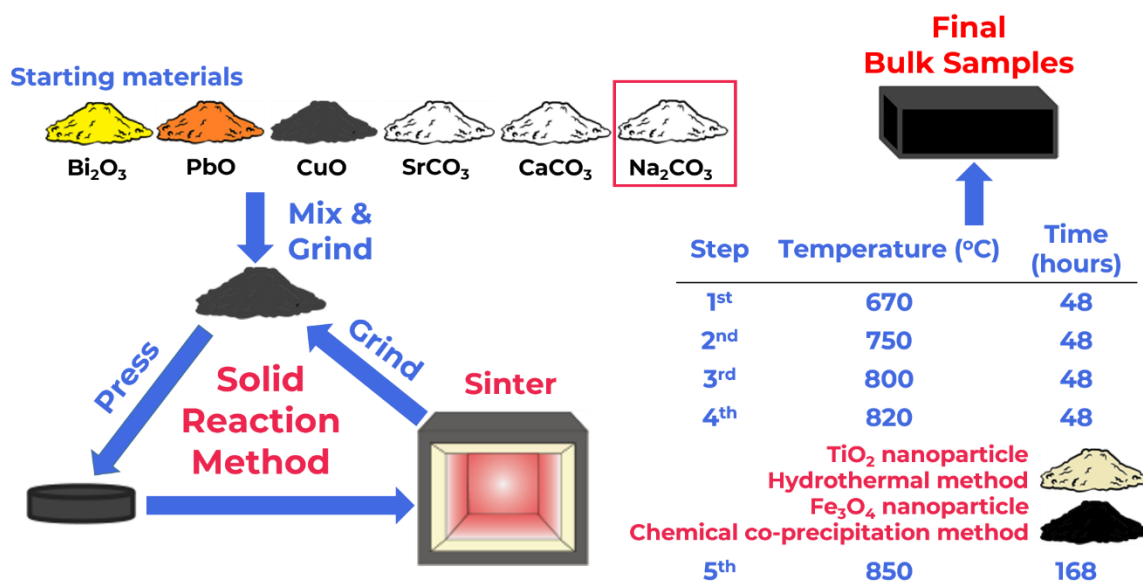 Starting materials
Bi₂O₃ PbO CuO SrCO₃ CaCO₃ Na₂CO₃
Mix &
Grind
Press
Grind
Solid
Reaction
Method
Sinter
Final
Bulk Samples
Step Temperature (ᵒC) Time
(hours)
1ˢᵗ 670 48
2ⁿᵈ 750 48
3ʳᵈ 800 48
4ᵗʰ 820 48
TiO₂ nanoparticle
Hydrothermal method
Fe₃O₄ nanoparticle
Chemical co-precipitation method
5ᵗʰ 850 168